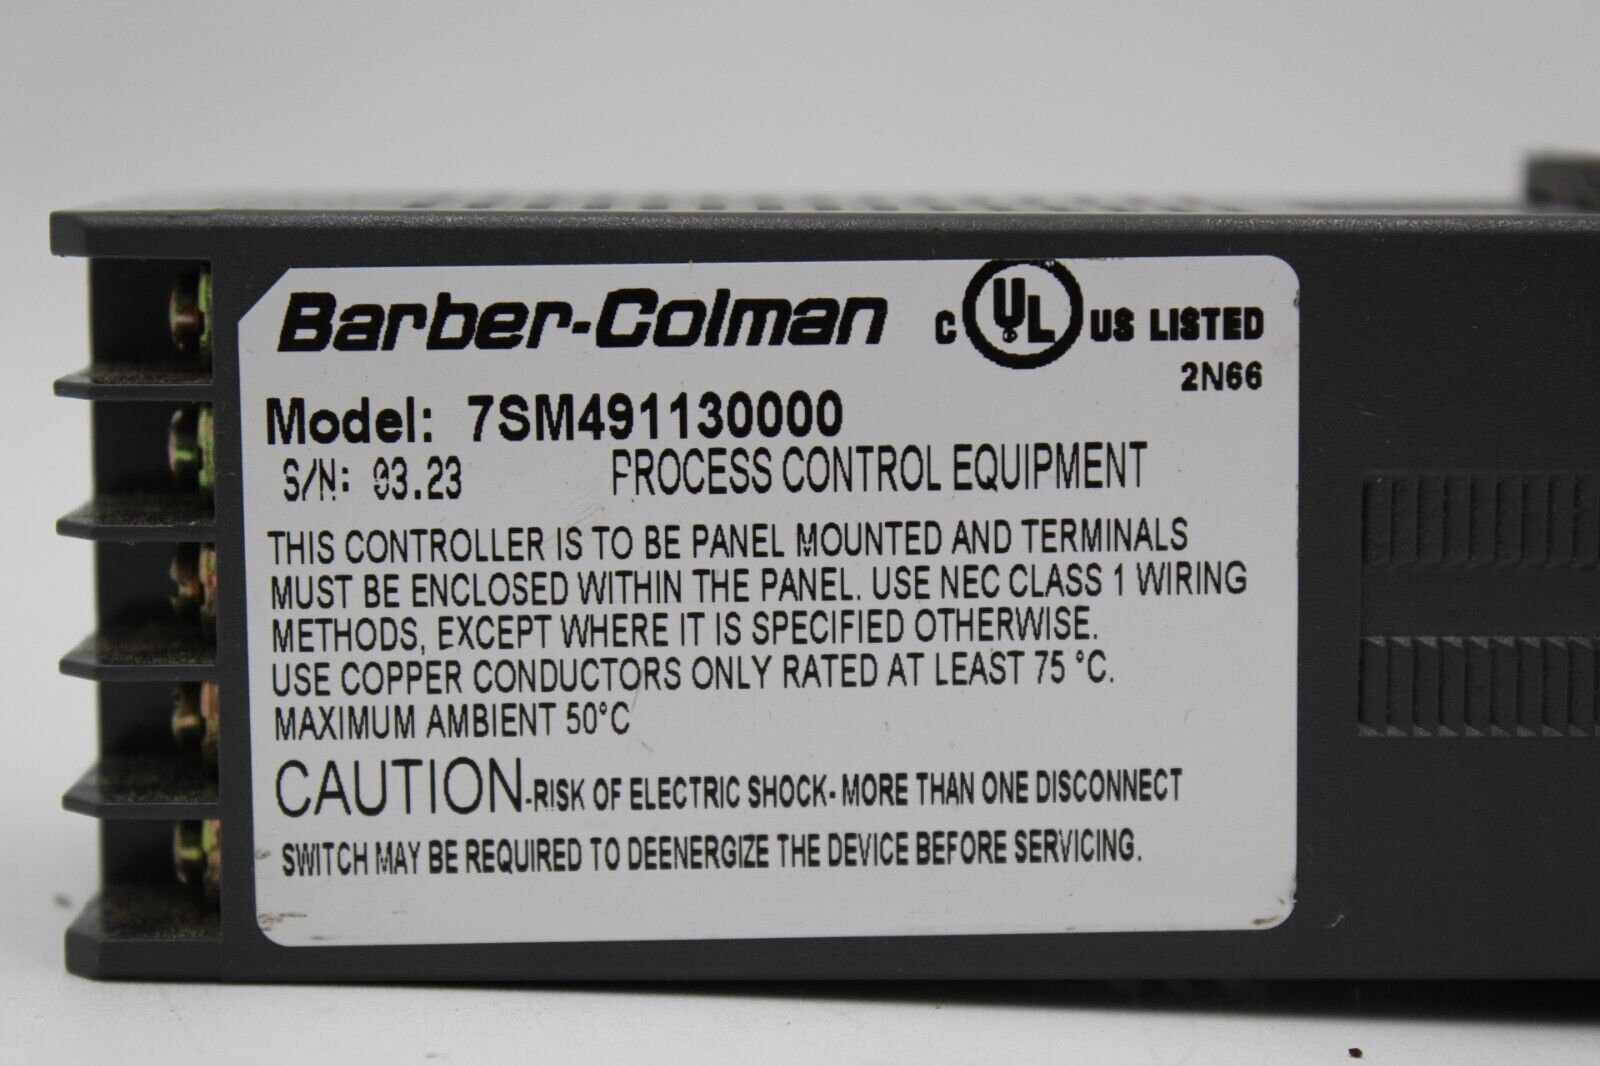 Barber-Colman C UL US LISTED
2N66
Model: 7SM491130000
S/N: 03.23 PROCESS CONTROL EQUIPMENT
THIS CONTROLLER IS TO BE PANEL MOUNTED AND TERMINALS
MUST BE ENCLOSED WITHIN THE PANEL. USE NEC CLASS 1 WIRING
METHODS, EXCEPT WHERE IT IS SPECIFIED OTHERWISE.
USE COPPER CONDUCTORS ONLY RATED AT LEAST 75 °C.
MAXIMUM AMBIENT 50°C
CAUTION-RISK OF ELECTRIC SHOCK- MORE THAN ONE DISCONNECT
SWITCH MAY BE REQUIRED TO DEENERGIZE THE DEVICE BEFORE SERVICING.